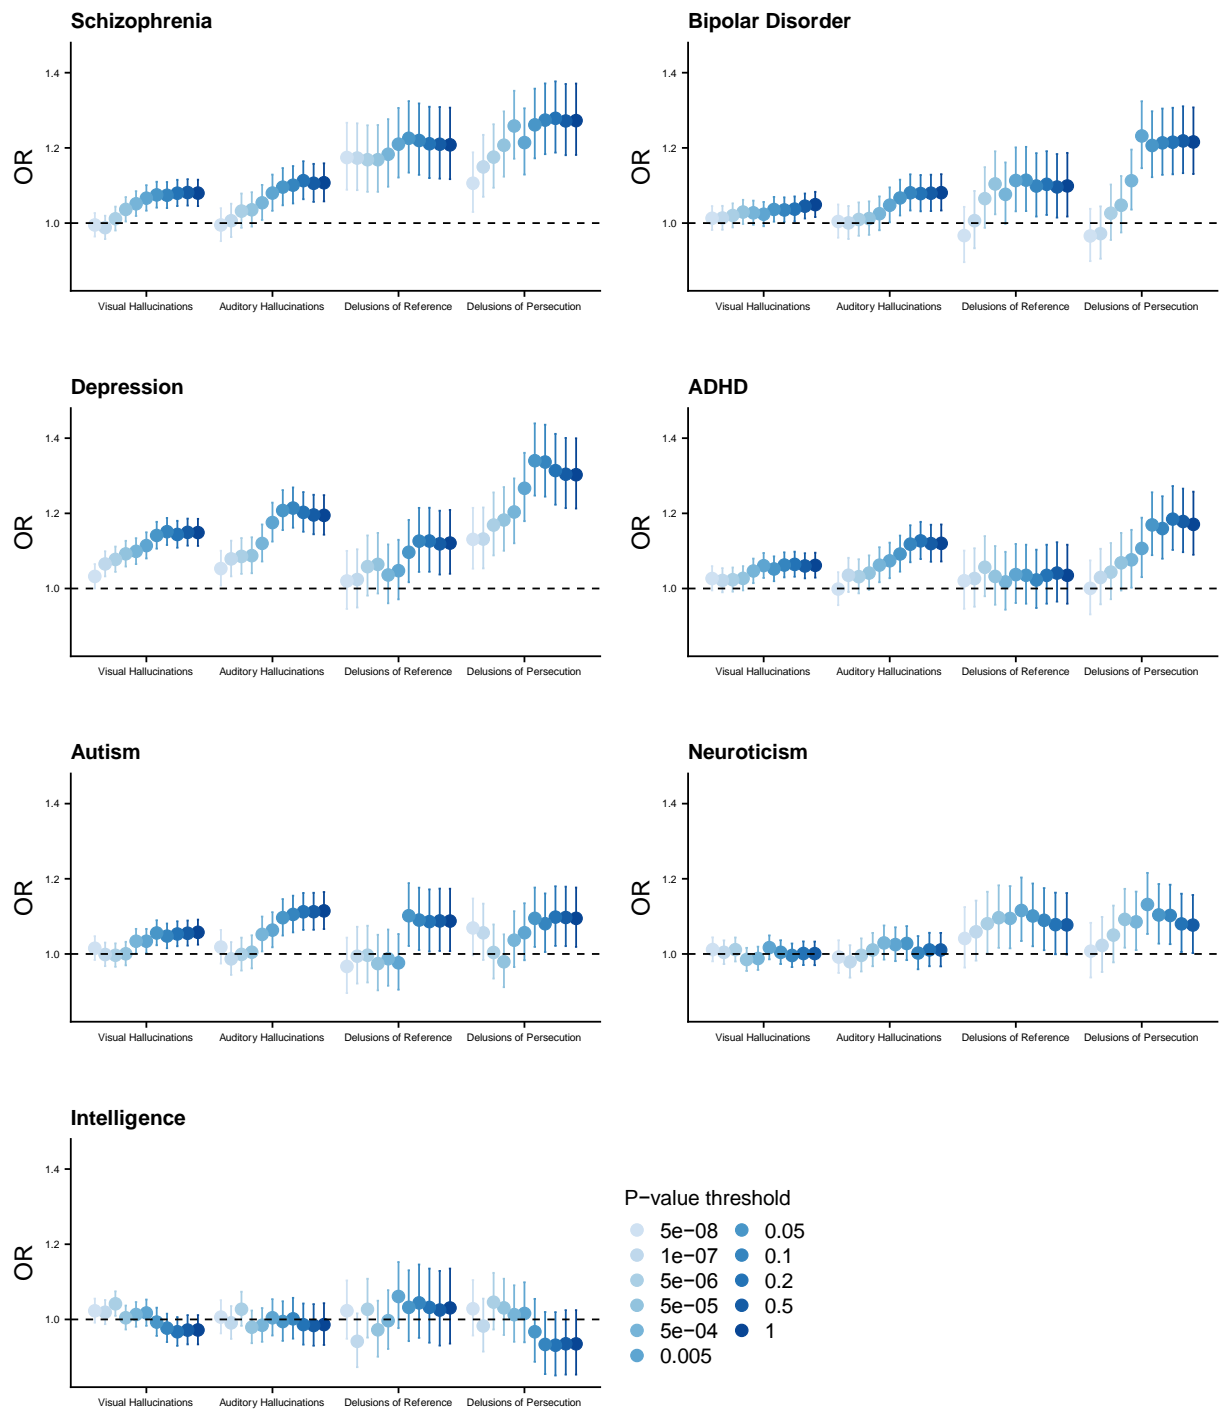 Schizophrenia
OR
1.4
1.2
1.0
Visual Hallucinations Auditory Hallucinations Delusions of Reference Delusions of Persecution
Bipolar Disorder
OR
1.4
1.2
1.0
Visual Hallucinations Auditory Hallucinations Delusions of Reference Delusions of Persecution
Depression
OR
1.4
1.2
1.0
Visual Hallucinations Auditory Hallucinations Delusions of Reference Delusions of Persecution
ADHD
OR
1.4
1.2
1.0
Visual Hallucinations Auditory Hallucinations Delusions of Reference Delusions of Persecution
Autism
OR
1.4
1.2
1.0
Visual Hallucinations Auditory Hallucinations Delusions of Reference Delusions of Persecution
Neuroticism
OR
1.4
1.2
1.0
Visual Hallucinations Auditory Hallucinations Delusions of Reference Delusions of Persecution
Intelligence
OR
1.4
1.2
1.0
Visual Hallucinations Auditory Hallucinations Delusions of Reference Delusions of Persecution
P−value threshold
5e−08 0.05
1e−07 0.1
5e−06 0.2
5e−05 0.5
5e−04 1
0.005